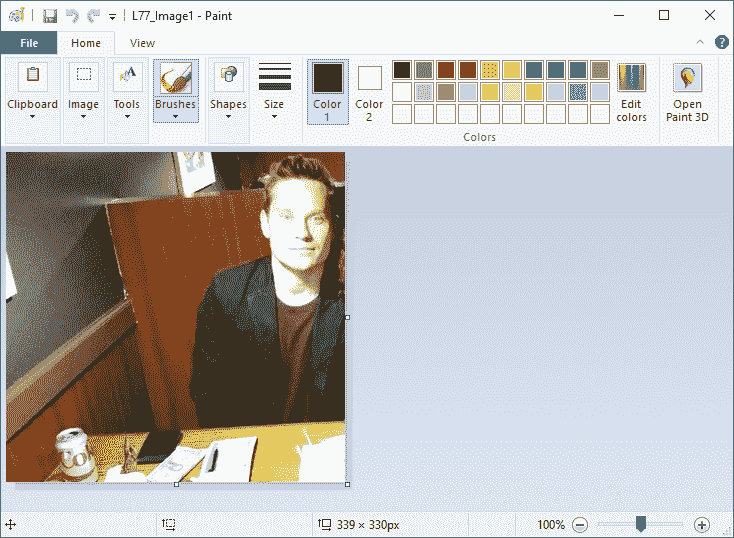 L77_Image1 - Paint
File
Home
View
Clipboard
Image
Tools
Brushes
Shapes
Size
Color 1
Color 2
Edit colors
Open Paint 3D
Colors
339 × 330px
100%